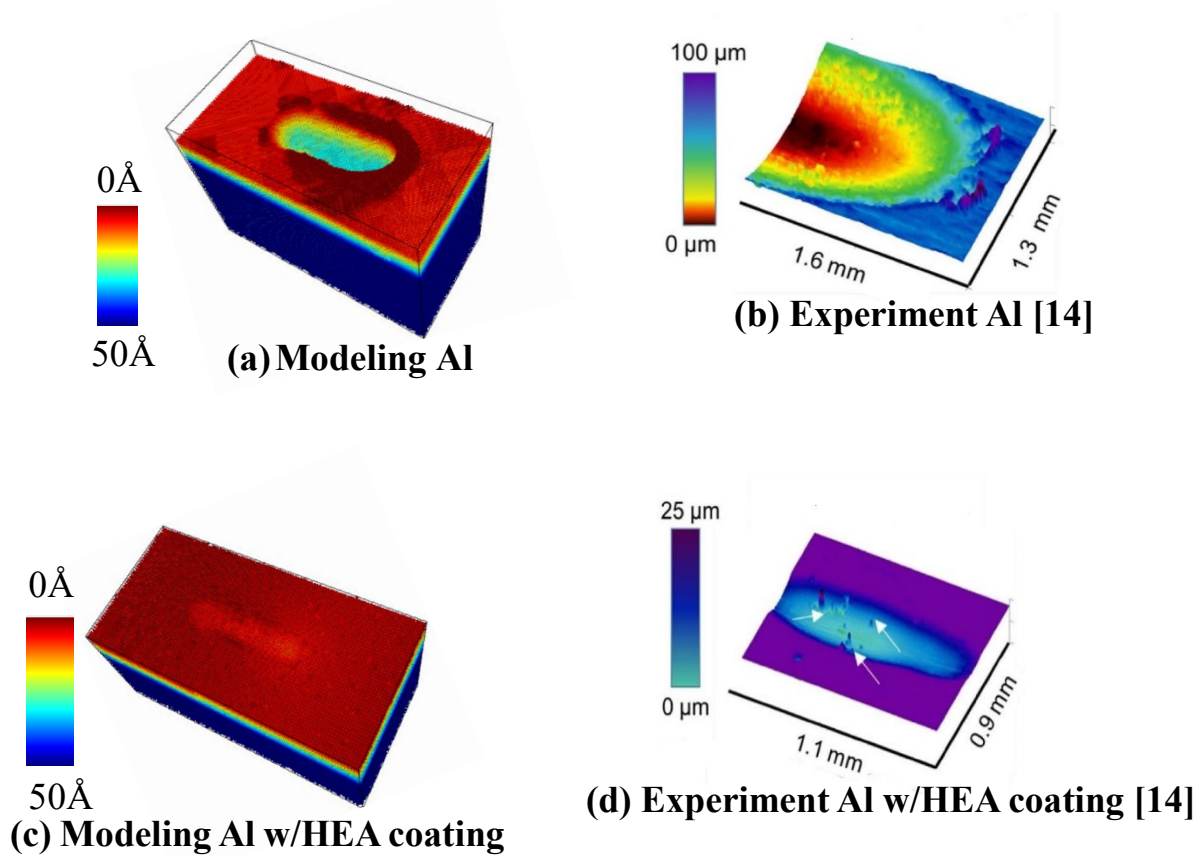 0Å
50Å
(a) Modeling Al
100 µm
0 µm
1.6 mm
1.3 mm
(b) Experiment Al [14]
0Å
50Å
(c) Modeling Al w/HEA coating
25 µm
0 µm
1.1 mm
0.9 mm
(d) Experiment Al w/HEA coating [14]